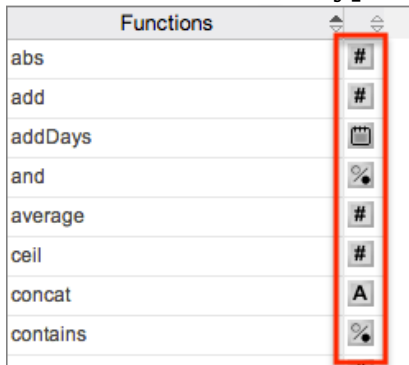 Functions
abs #
add #
addDays
and
average #
ceil #
concat A
contains